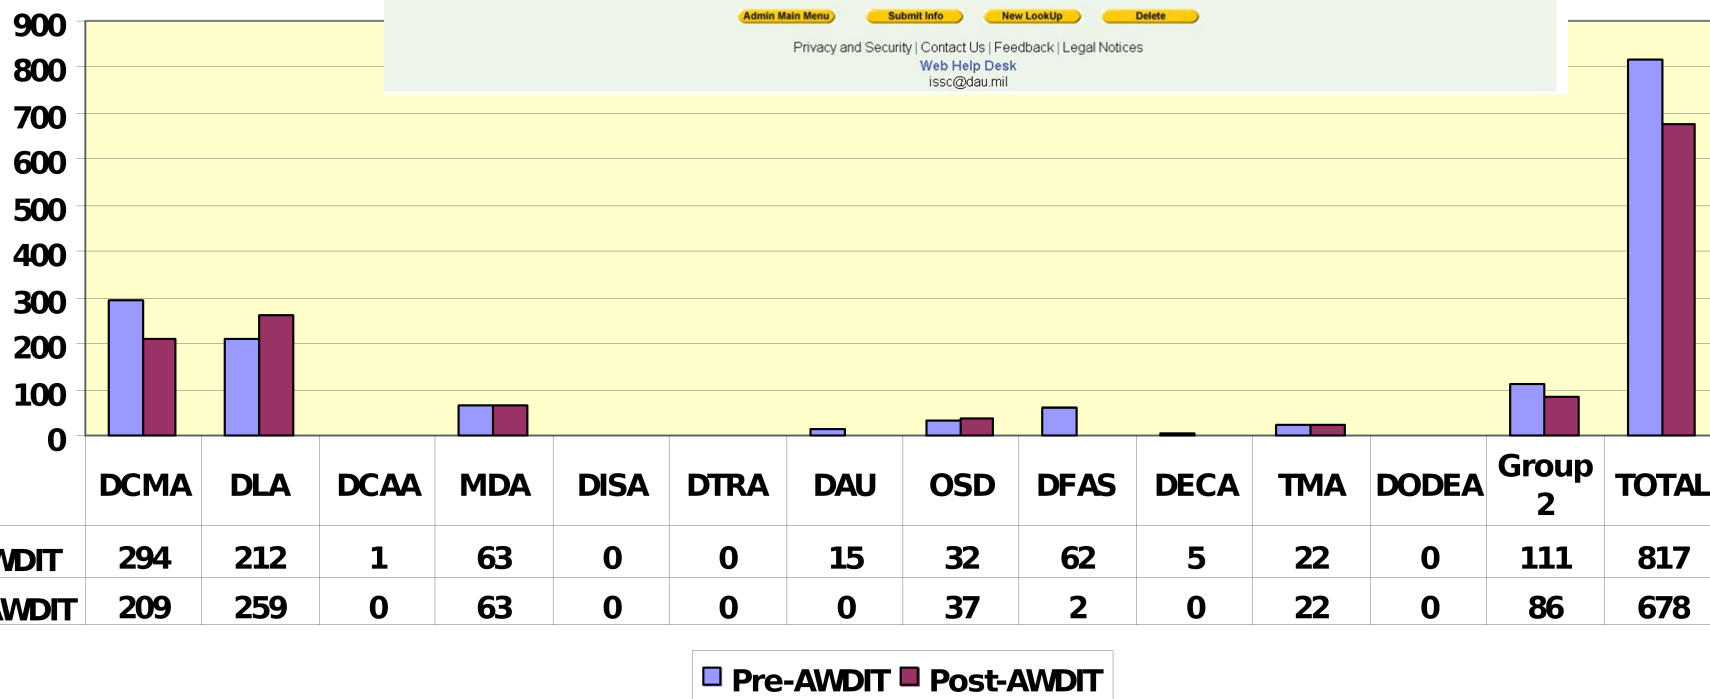 Admin Main Menu Submit Info New LookUp Delete
Privacy and Security | Contact Us | Feedback | Legal Notices
Web Help Desk
issc@dau.mil
900
800
700
600
500
400
300
200
100
0
DCMA DLA DCAA MDA DISA DTRA DAU OSD DFAS DECA TMA DODEA Group 2 TOTAL
WDIT 294 212 1 63 0 0 15 32 62 5 22 0 111 817
AWDIT 209 259 0 63 0 0 0 37 2 0 22 0 86 678
Pre-AWDIT Post-AWDIT